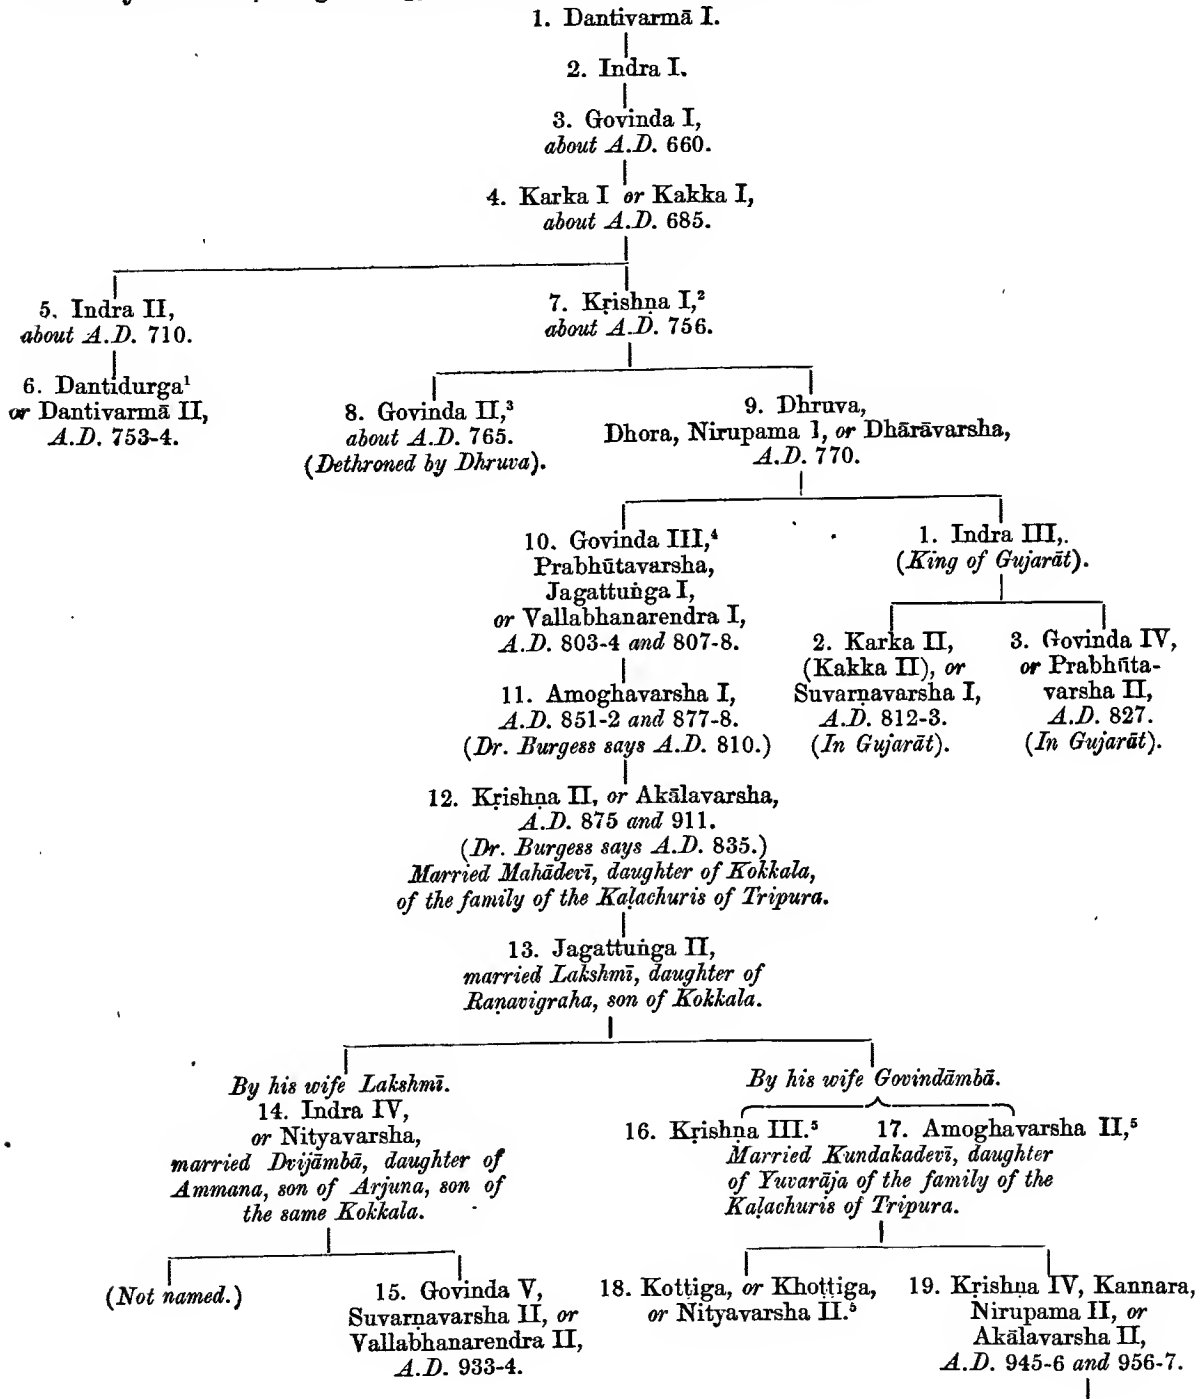 1. Dantivarmā I.
2. Indra I.
3. Govinda I,
about A.D. 660.
4. Karka I or Kakka I,
about A.D. 685.
5. Indra II,
about A.D. 710.
6. Dantidurga¹
or Dantivarmā II,
A.D. 753-4.
7. Kṛishṇa I,²
about A.D. 756.
8. Govinda II,³
about A.D. 765.
(Dethroned by Dhruva).
9. Dhruva,
Dhora, Nirupama 1, or Dhārāvarsha,
A.D. 770.
10. Govinda III,⁴
Prabhūtavarsha,
Jagattuṅga I,
or Vallabhanarendra I,
A.D. 803-4 and 807-8.
1. Indra III,.
(King of Gujarāt).
2. Karka II,
(Kakka II), or
Suvarṇavarsha I,
A.D. 812-3.
(In Gujarāt).
3. Govinda IV,
or Prabhūta-
varsha II,
A.D. 827.
(In Gujarāt).
11. Amoghavarsha I,
A.D. 851-2 and 877-8.
(Dr. Burgess says A.D. 810.)
12. Kṛishṇa II, or Akālavarsha,
A.D. 875 and 911.
(Dr. Burgess says A.D. 835.)
Married Mahādevī, daughter of Kokkala,
of the family of the Kaḷachuris of Tripura.
13. Jagattuṅga II,
married Lakshmī, daughter of
Raṇavigraha, son of Kokkala.
By his wife Lakshmī.
14. Indra IV,
or Nityavarsha,
married Dvijāmbā, daughter of
Ammana, son of Arjuna, son of
the same Kokkala.
By his wife Govindāmbā.
16. Kṛishṇa III.⁵ 17. Amoghavarsha II,⁵
Married Kundakadevī, daughter
of Yuvarāja of the family of the
Kaḷachuris of Tripura.
(Not named.)
15. Govinda V,
Suvarṇavarsha II, or
Vallabhanarendra II,
A.D. 933-4.
18. Koṭṭiga, or Khoṭṭiga,
or Nityavarsha II.⁵
19. Kṛishṇa IV, Kannara,
Nirupama II, or
Akālavarsha II,
A.D. 945-6 and 956-7.